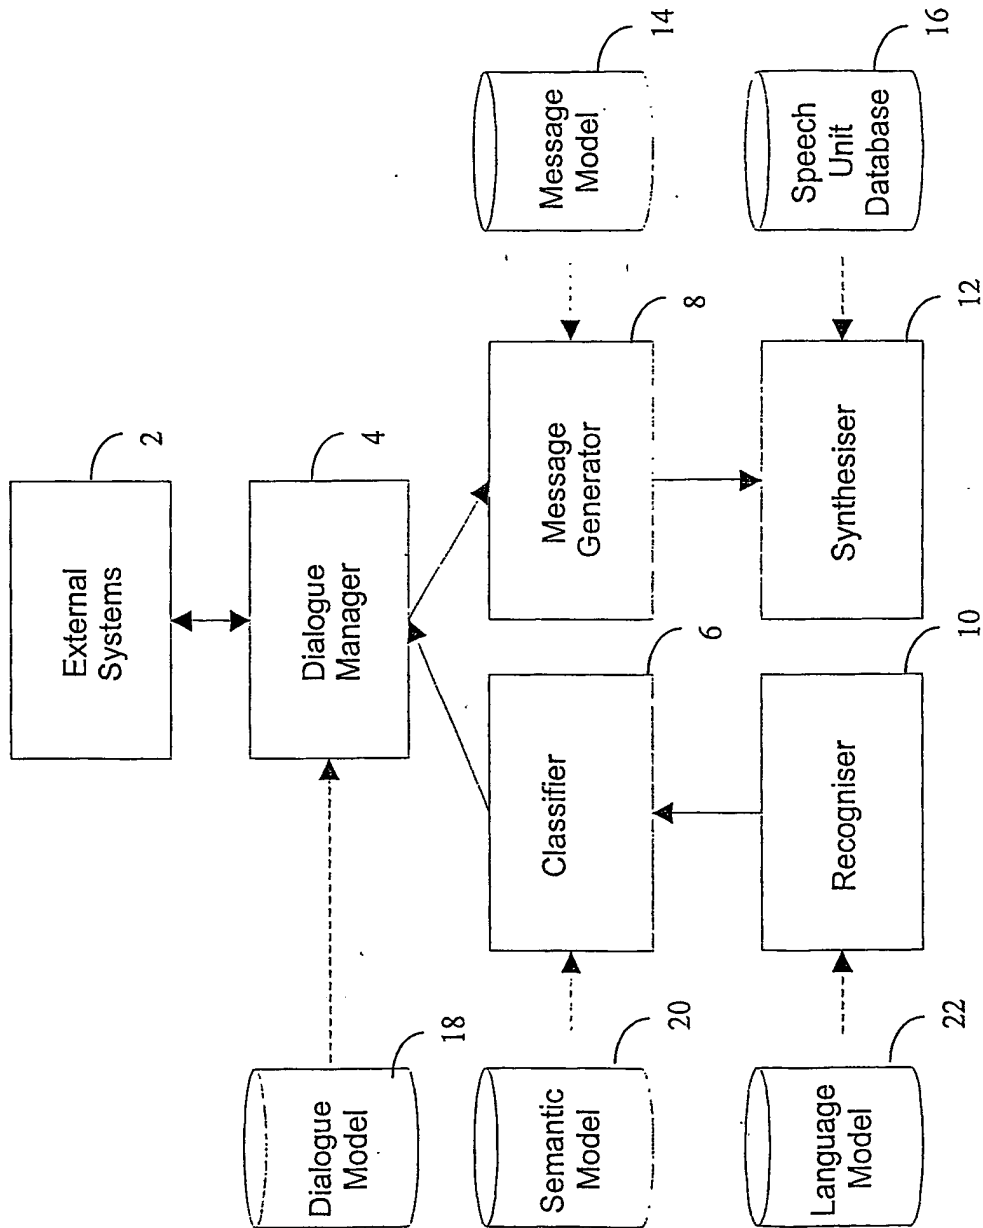 External
Systems
2
Dialogue
Model
18
Dialogue
Manager
4
Semantic
Model
20
Classifier
6
Message
Generator
8
Message
Model
14
Language
Model
22
Recogniser
10
Synthesiser
12
Speech
Unit
Database
16